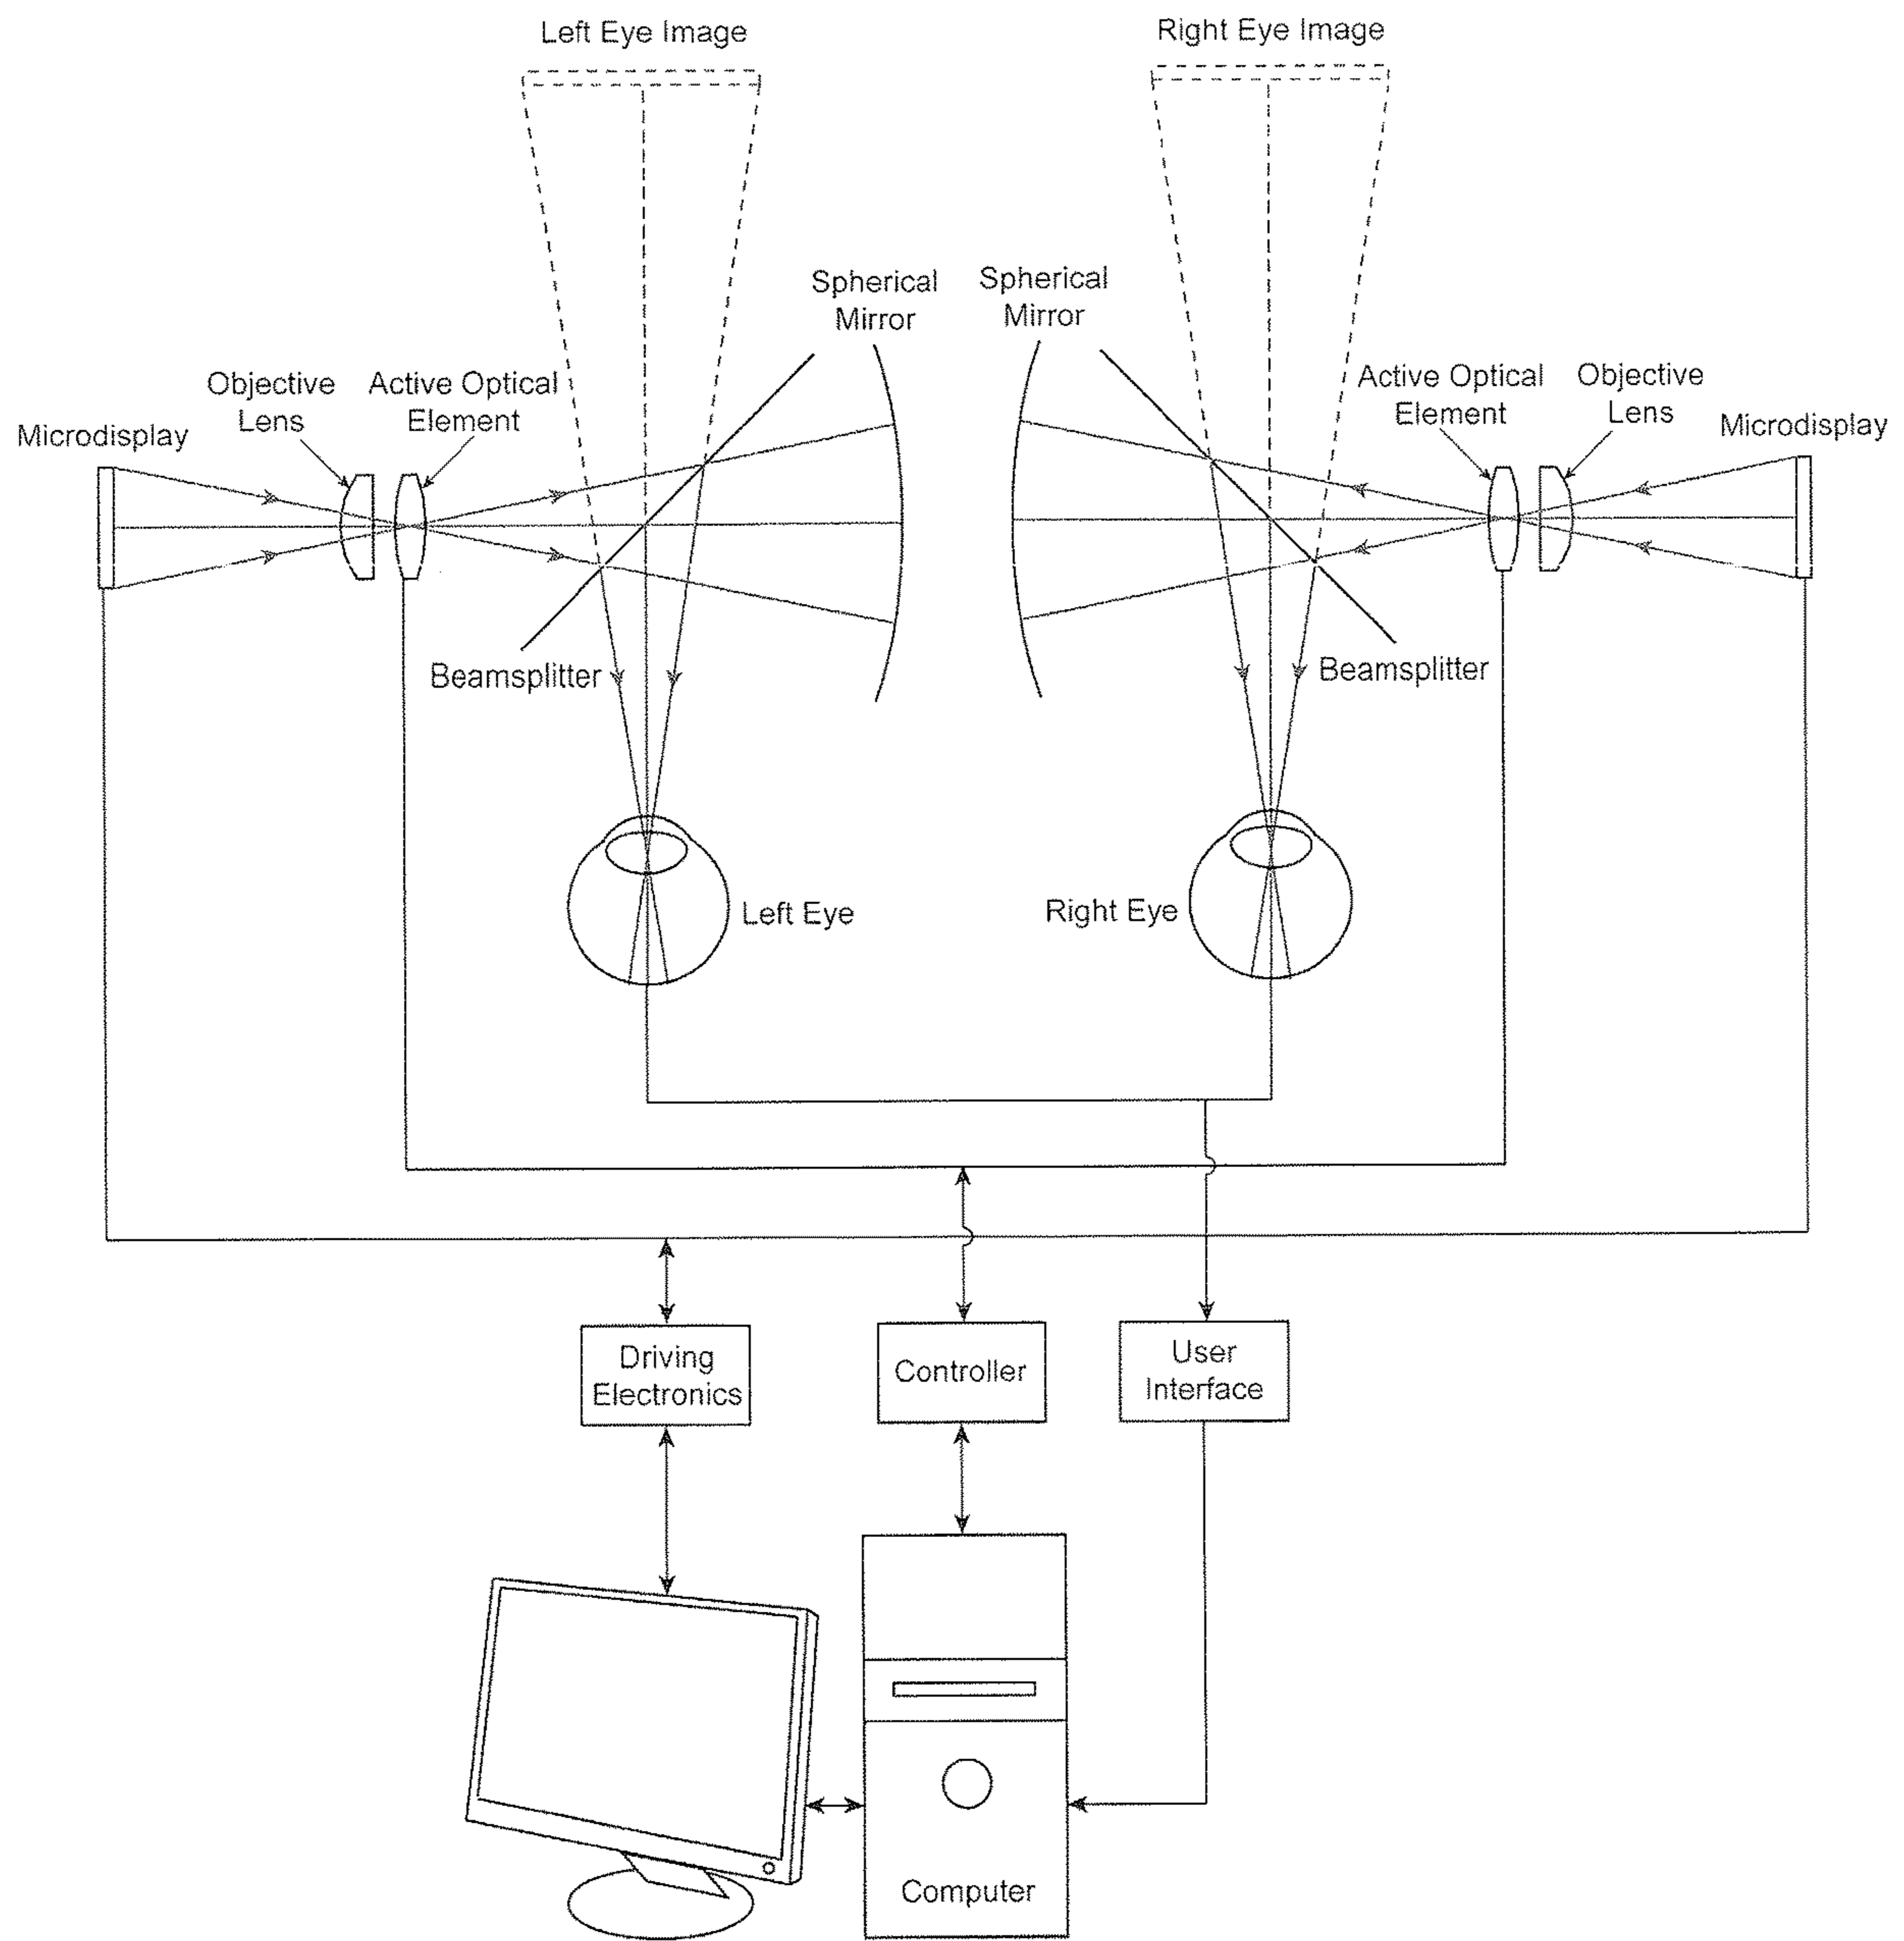 Left Eye Image
Right Eye Image
Spherical
Mirror
Spherical
Mirror
Objective
Lens
Active Optical
Element
Active Optical
Element
Objective
Lens
Microdisplay
Microdisplay
Beamsplitter
Beamsplitter
Left Eye
Right Eye
Driving
Electronics
Controller
User
Interface
Computer